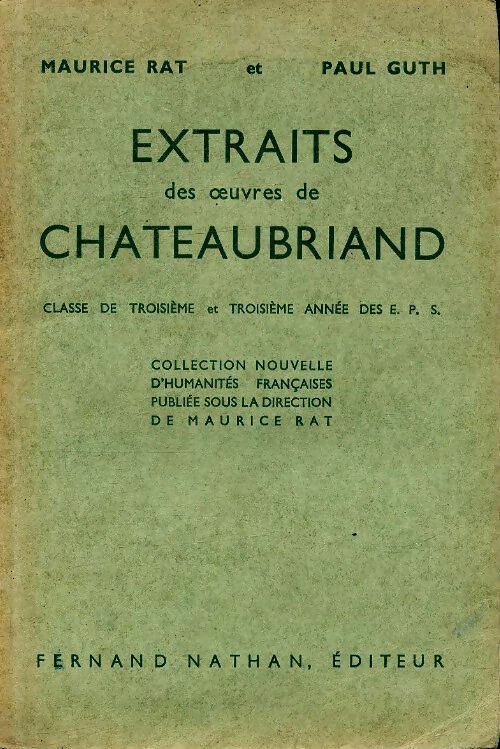 MAURICE RAT et PAUL GUTH
EXTRAITS
des œuvres de
CHATEAUBRIAND
CLASSE DE TROISIÈME et TROISIÈME ANNÉE DES E. P. S.
COLLECTION NOUVELLE
D'HUMANITÉS FRANÇAISES
PUBLIÉE SOUS LA DIRECTION
DE MAURICE RAT
FERNAND NATHAN, ÉDITEUR